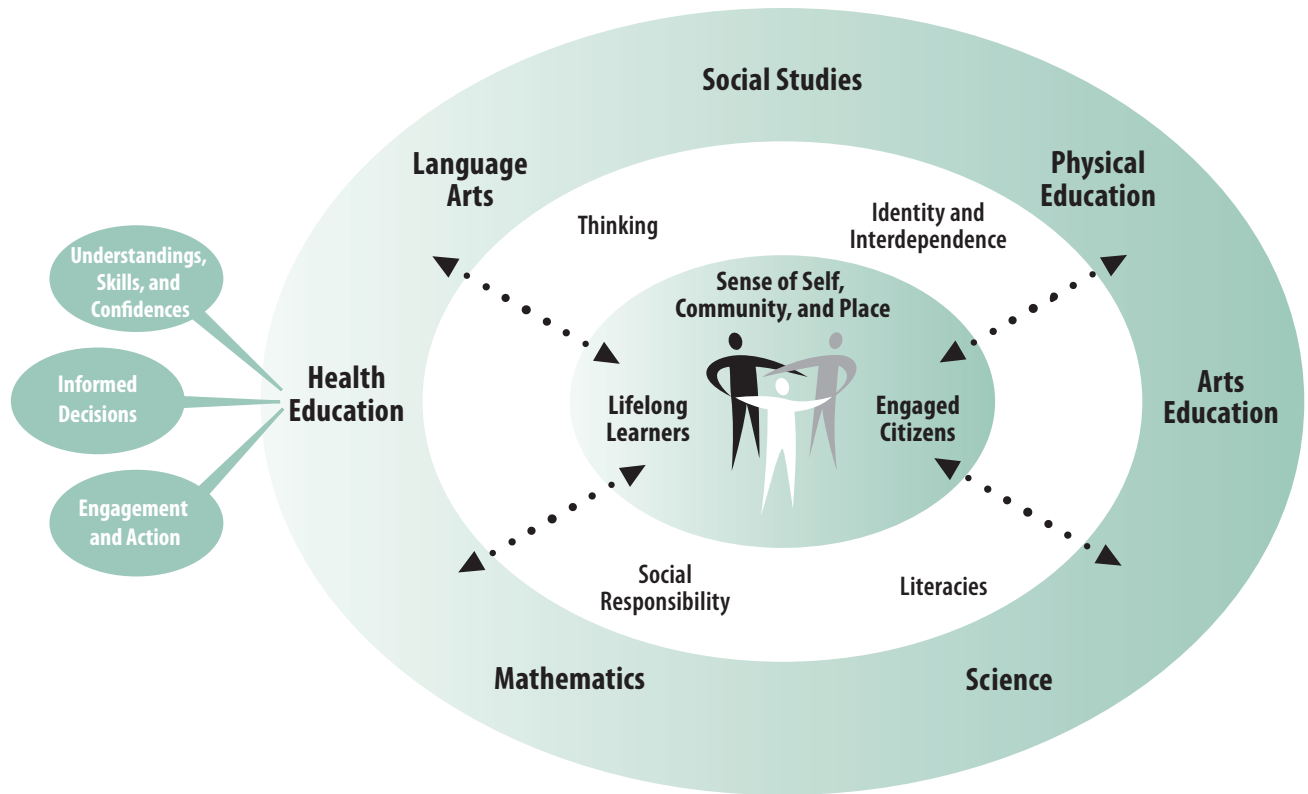 Social Studies
Language
Arts
Physical
Education
Thinking
Identity and
Interdependence
Understandings,
Skills, and
Confidences
Sense of Self,
Community, and Place
Informed
Decisions
Health
Education
Lifelong
Learners
Engaged
Citizens
Arts
Education
Engagement
and Action
Social
Responsibility
Literacies
Mathematics
Science